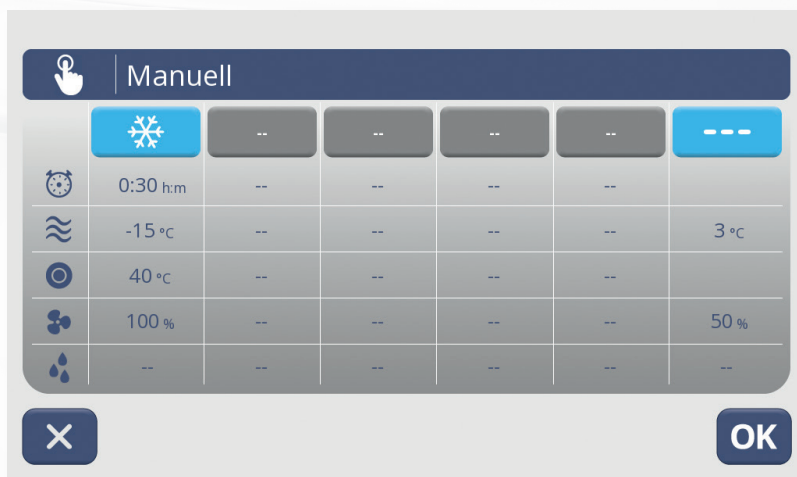 Manuell
-- -- -- -- ---
0:30 h:m -- -- -- --
-15 °C -- -- -- -- 3 °C
40 °C -- -- -- --
100 % -- -- -- -- 50 %
-- -- -- -- -- --
OK